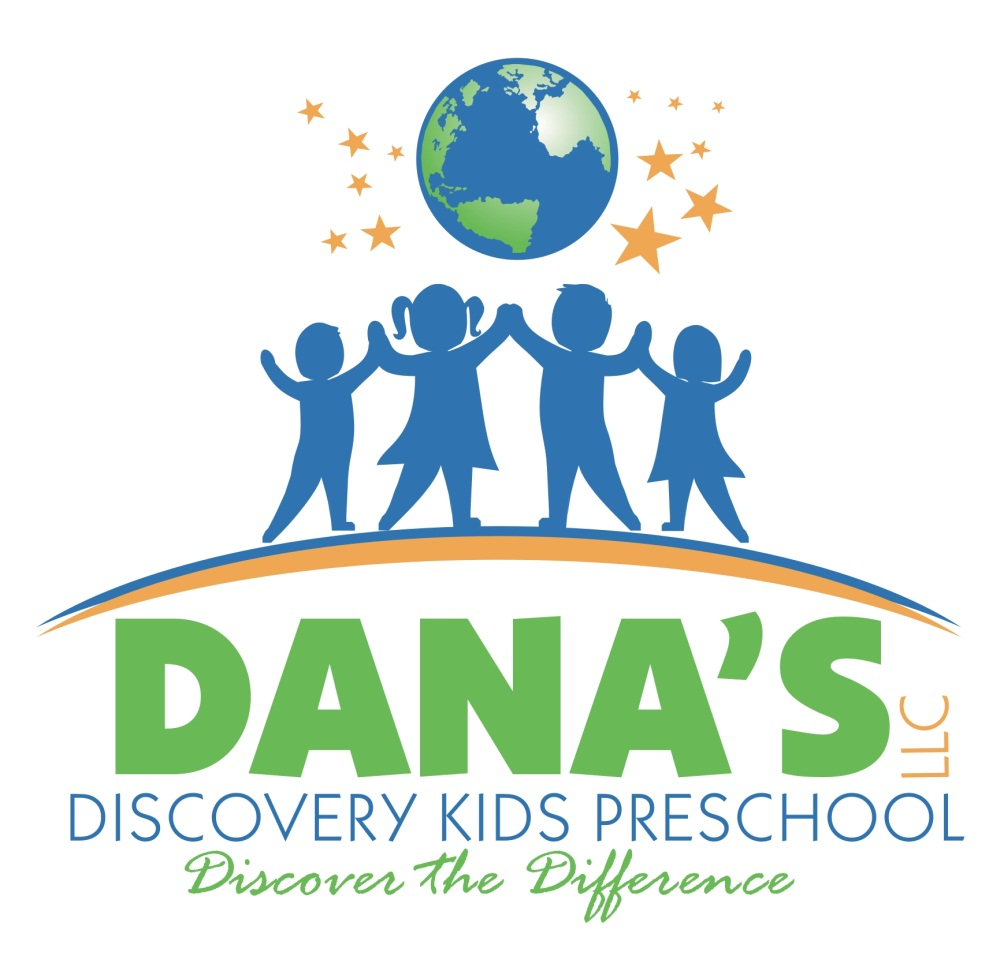 DANA'S
LLC
DISCOVERY KIDS PRESCHOOL
Discover the Difference